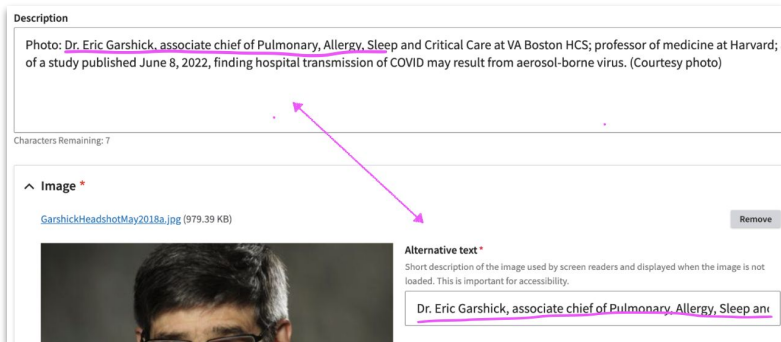 Description
Photo: Dr. Eric Garshick, associate chief of Pulmonary, Allergy, Sleep and Critical Care at VA Boston HCS; professor of medicine at Harvard;
of a study published June 8, 2022, finding hospital transmission of COVID may result from aerosol-borne virus. (Courtesy photo)
Characters Remaining: 7
Image *
GarshickHeadshotMay2018a.jpg (979.39 KB)
Remove
Alternative text *
Short description of the image used by screen readers and displayed when the image is not
loaded. This is important for accessibility.
Dr. Eric Garshick, associate chief of Pulmonary, Allergy, Sleep and